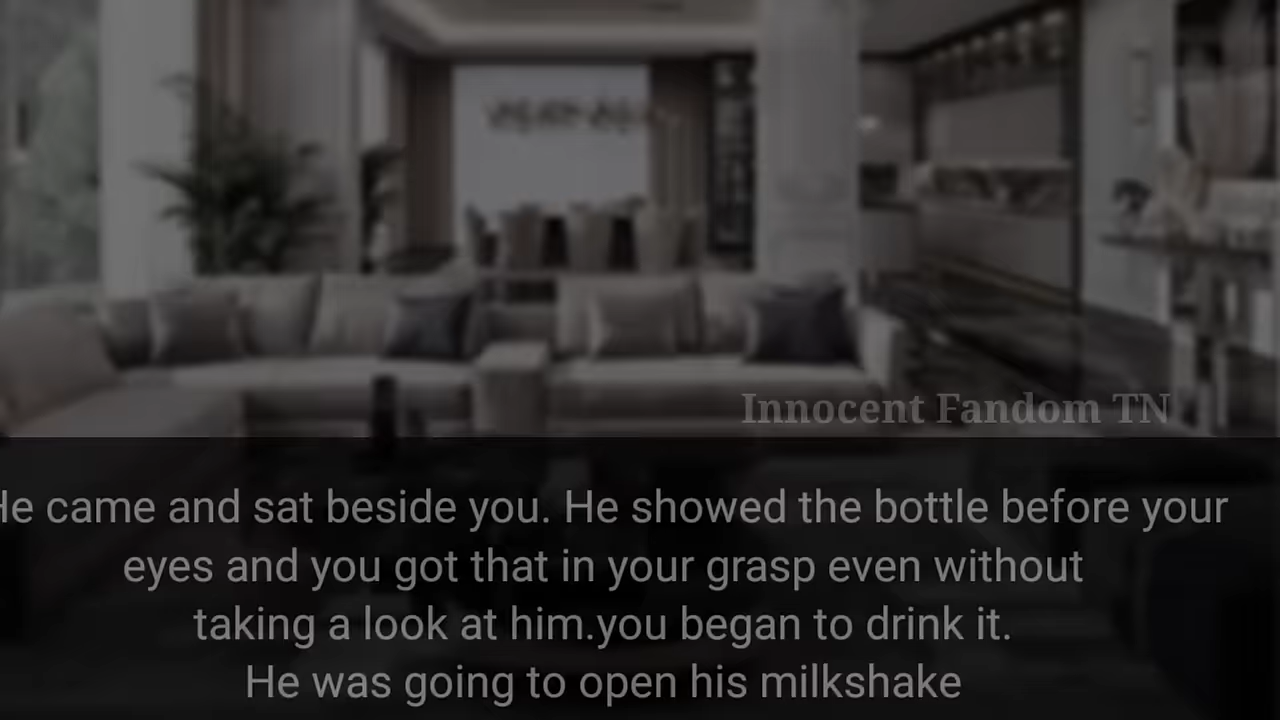 Innocent Fandom TN
He came and sat beside you. He showed the bottle before your
eyes and you got that in your grasp even without
taking a look at him.you began to drink it.
He was going to open his milkshake